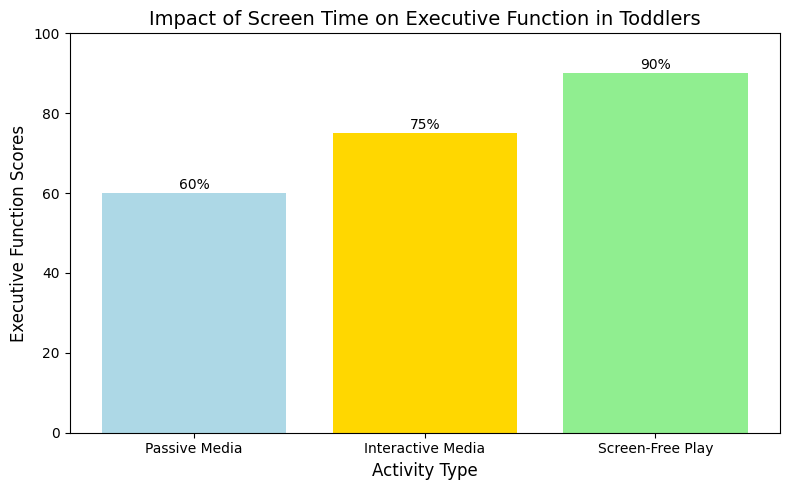 Impact of Screen Time on Executive Function in Toddlers
100
80
60
40
20
0
Executive Function Scores
60%
75%
90%
Passive Media
Interactive Media
Screen-Free Play
Activity Type